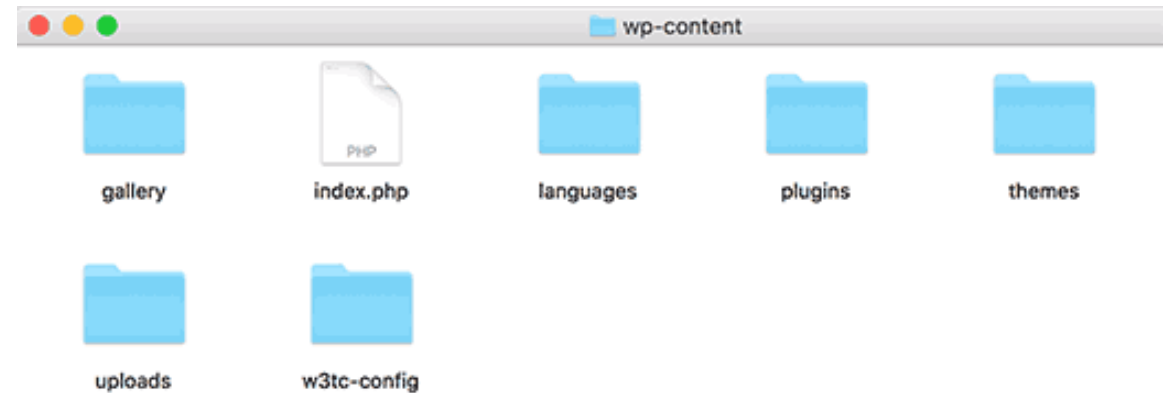 wp-content
PHP
gallery
index.php
languages
plugins
themes
uploads
w3tc-config